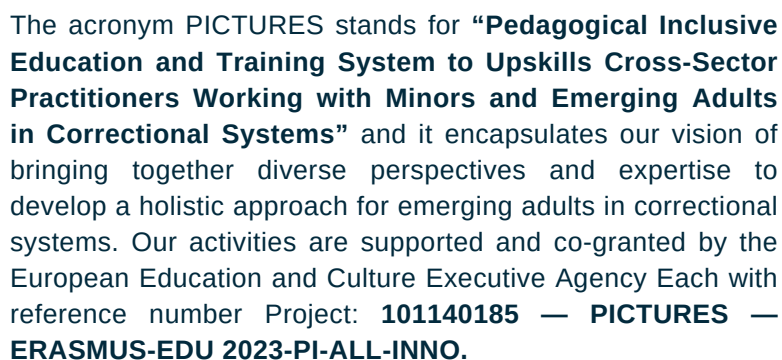 The acronym PICTURES stands for “Pedagogical Inclusive
Education and Training System to Upskills Cross-Sector
Practitioners Working with Minors and Emerging Adults
in Correctional Systems” and it encapsulates our vision of
bringing together diverse perspectives and expertise to
develop a holistic approach for emerging adults in correctional
systems. Our activities are supported and co-granted by the
European Education and Culture Executive Agency Each with
reference number Project: 101140185 — PICTURES —
ERASMUS-EDU 2023-PI-ALL-INNO.